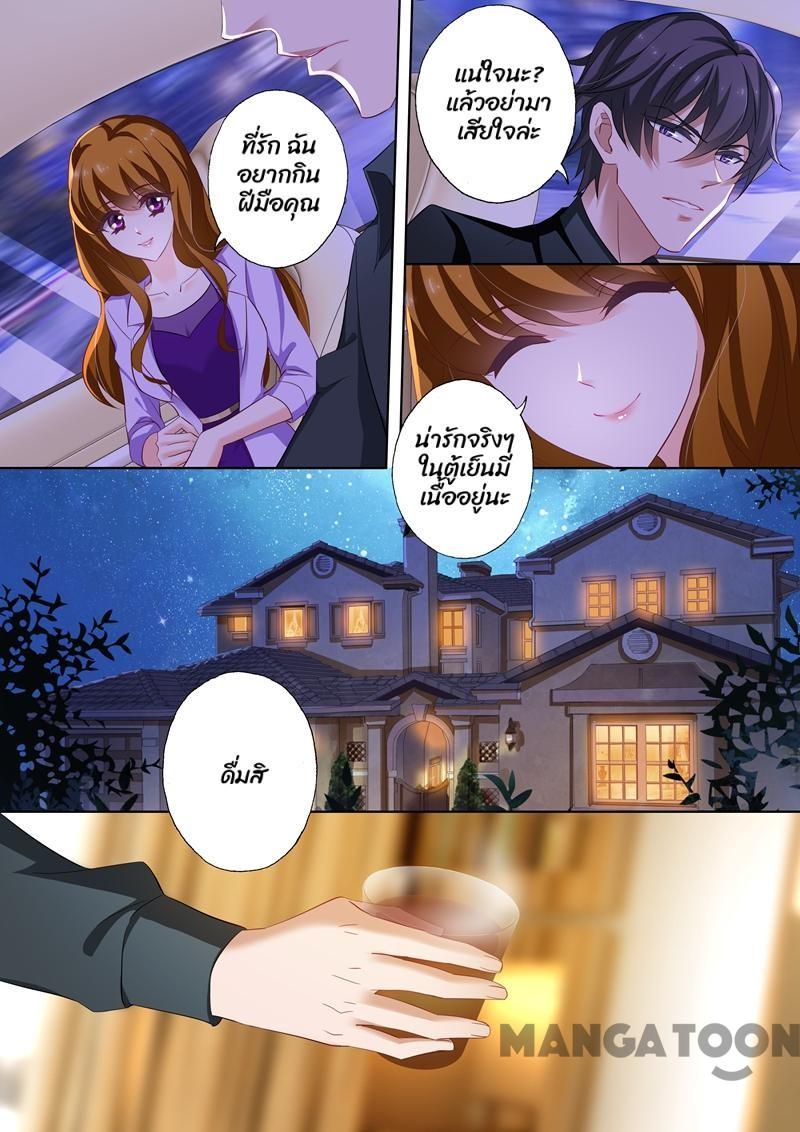 ที่รัก ฉัน
อยากกิน
ฝีมือคุณ
แน่ใจนะ?
แล้วอย่ามา
เสียใจล่ะ
น่ารักจริงๆ
ในตู้เย็นมี
เนื้ออยู่นะ
ดื่มสิ
MANGATOON